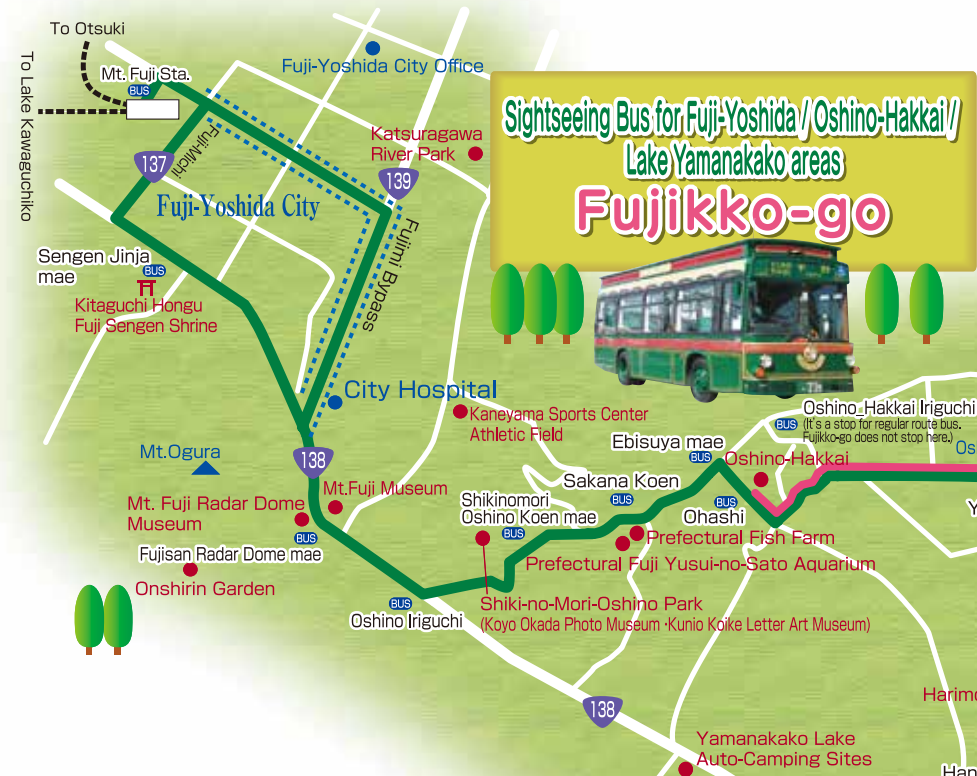 To Otsuki
To Lake Kawaguchiko
Mt. Fuji Sta.
BUS
Fuji-Yoshida City Office
Katsuragawa
River Park
Sightseeing Bus for Fuji-Yoshida / Oshino-Hakkai /
Lake Yamanakako areas
Fujikko-go
Fuji-Michi
137
139
Fuji-Yoshida City
Fujimi Bypass
Sengen Jinja
mae
BUS
Kitaguchi Hongu
Fuji Sengen Shrine
City Hospital
Kaneyama Sports Center
Athletic Field
Oshino_Hakkai Iriguchi
BUS
(It's a stop for regular route bus.
Fujikko-go does not stop here.)
Os
Ebisuya mae
BUS
Oshino-Hakkai
Mt.Ogura
138
Mt.Fuji Museum
Mt. Fuji Radar Dome
Museum
BUS
Fujisan Radar Dome mae
Onshirin Garden
Sakana Koen
BUS
Shikinomori
Oshino Koen mae
BUS
BUS
Ohashi
Y
Prefectural Fish Farm
Prefectural Fuji Yusui-no-Sato Aquarium
BUS
Oshino Iriguchi
Shiki-no-Mori-Oshino Park
(Koyo Okada Photo Museum ・Kunio Koike Letter Art Museum)
138
Harimo
Yamanakako Lake
Auto-Camping Sites
Har